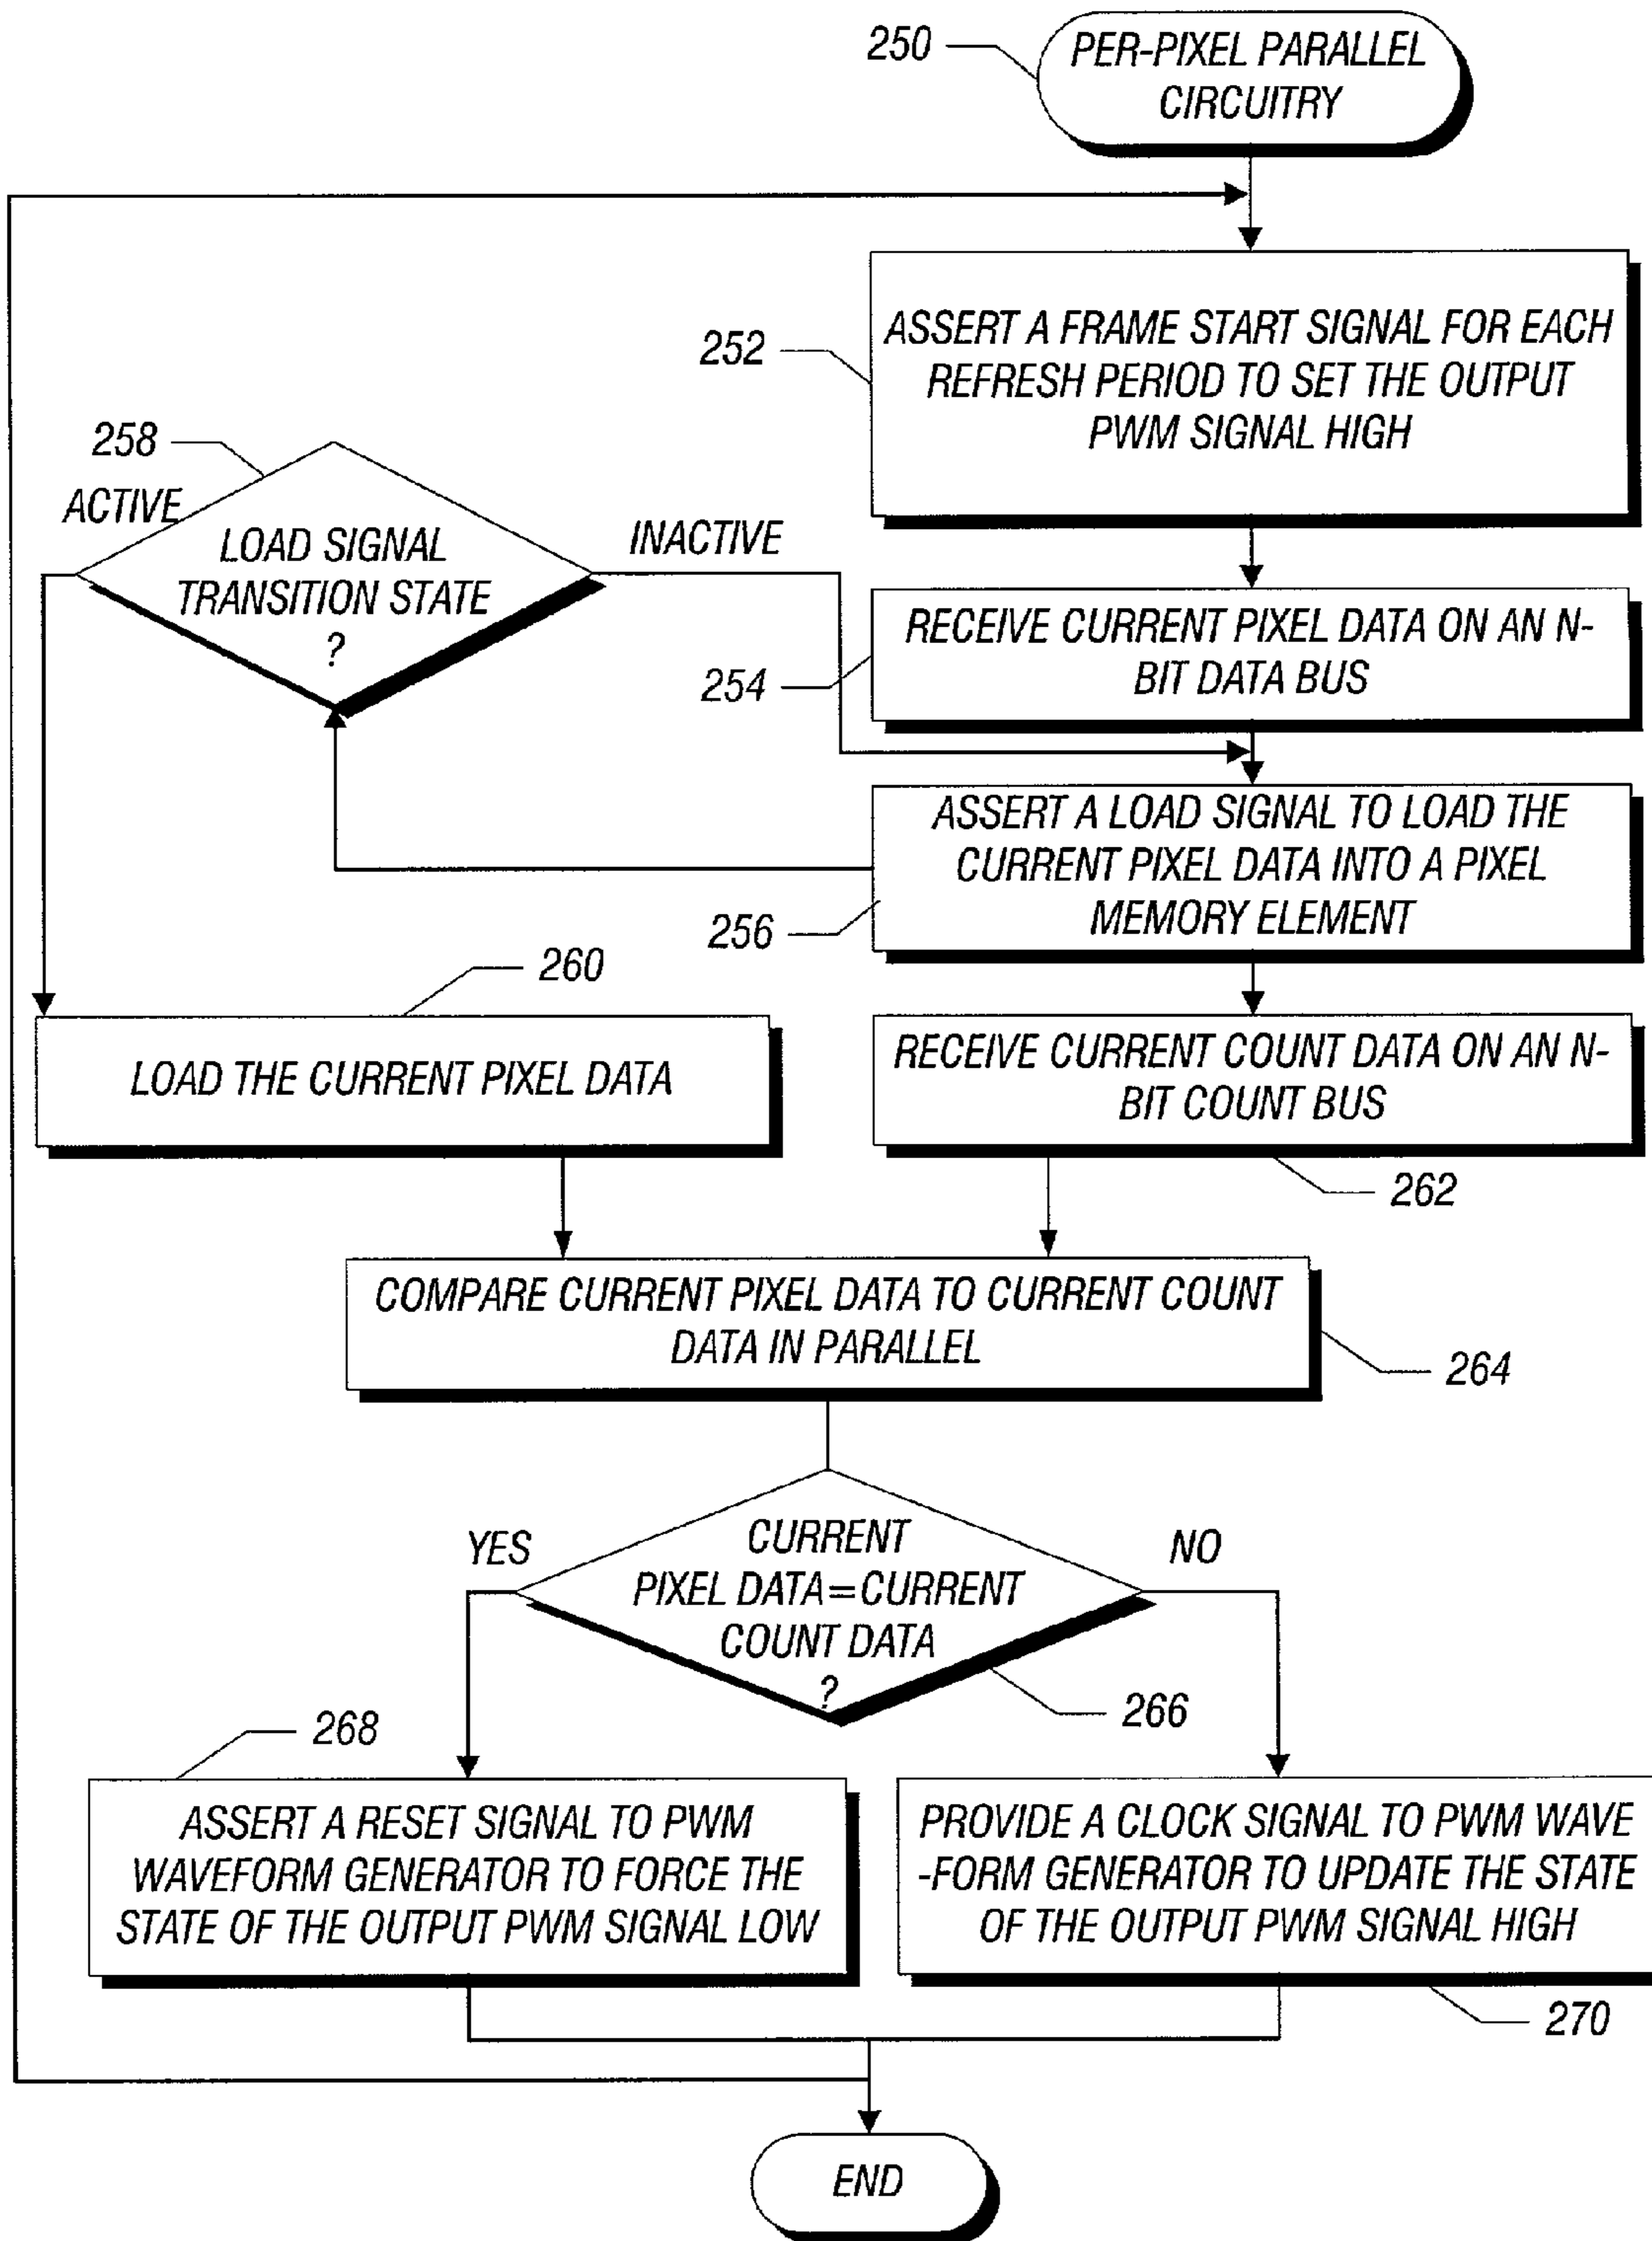 250
PER-PIXEL PARALLEL
CIRCUITRY
252
ASSERT A FRAME START SIGNAL FOR EACH
REFRESH PERIOD TO SET THE OUTPUT
PWM SIGNAL HIGH
258
ACTIVE
LOAD SIGNAL
TRANSITION STATE
?
INACTIVE
254
RECEIVE CURRENT PIXEL DATA ON AN N-
BIT DATA BUS
256
ASSERT A LOAD SIGNAL TO LOAD THE
CURRENT PIXEL DATA INTO A PIXEL
MEMORY ELEMENT
260
LOAD THE CURRENT PIXEL DATA
RECEIVE CURRENT COUNT DATA ON AN N-
BIT COUNT BUS
262
COMPARE CURRENT PIXEL DATA TO CURRENT COUNT
DATA IN PARALLEL
264
YES
CURRENT
PIXEL DATA=CURRENT
COUNT DATA
?
NO
266
268
ASSERT A RESET SIGNAL TO PWM
WAVEFORM GENERATOR TO FORCE THE
STATE OF THE OUTPUT PWM SIGNAL LOW
PROVIDE A CLOCK SIGNAL TO PWM WAVE
-FORM GENERATOR TO UPDATE THE STATE
OF THE OUTPUT PWM SIGNAL HIGH
270
END